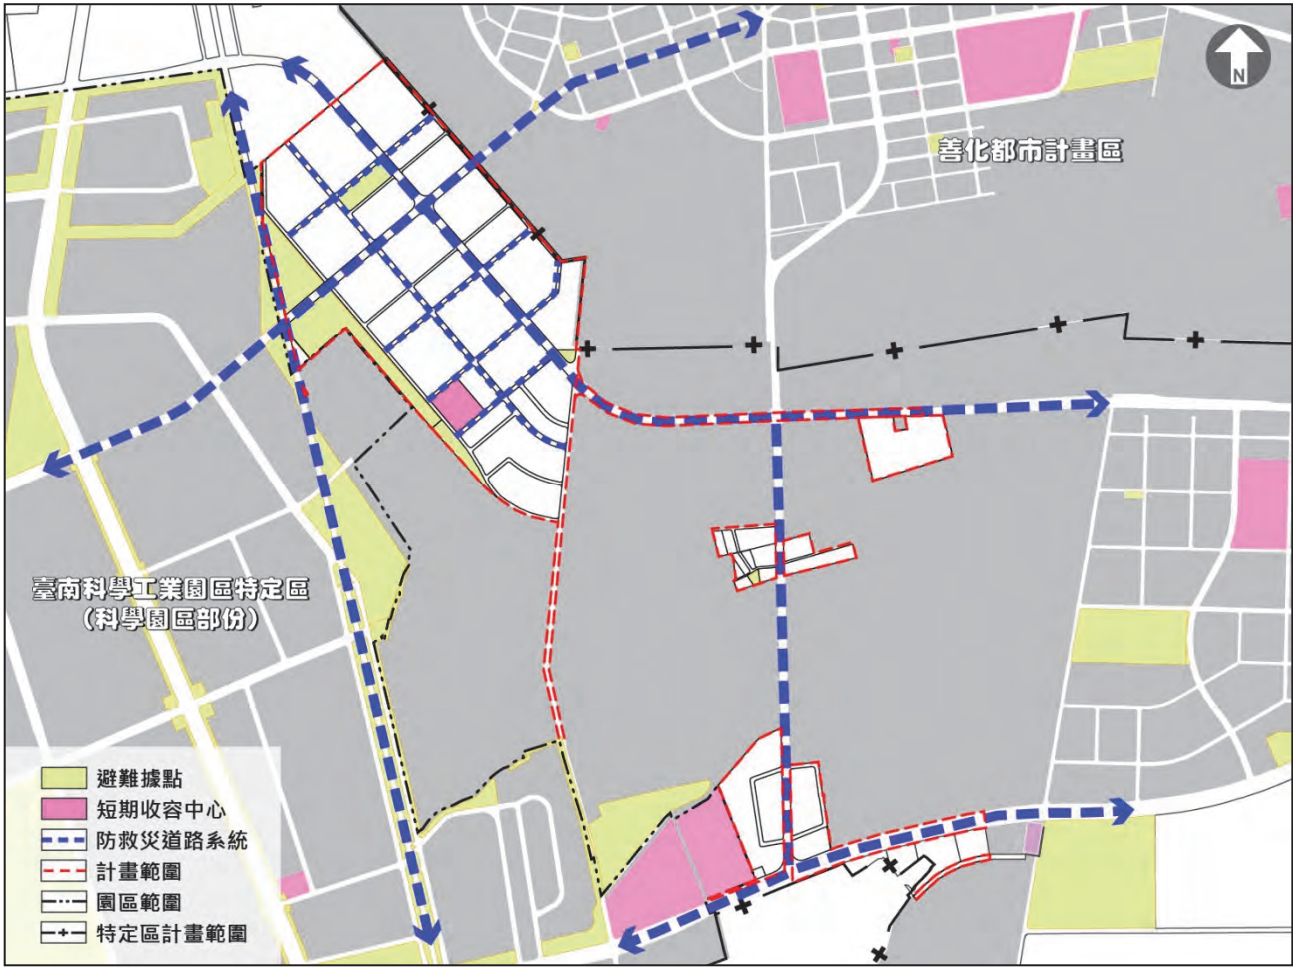 N
善化都市計畫區
臺南科學工業園區特定區
(科學園區部份)
避難據點
短期收容中心
防救災道路系統
計畫範圍
園區範圍
特定區計畫範圍